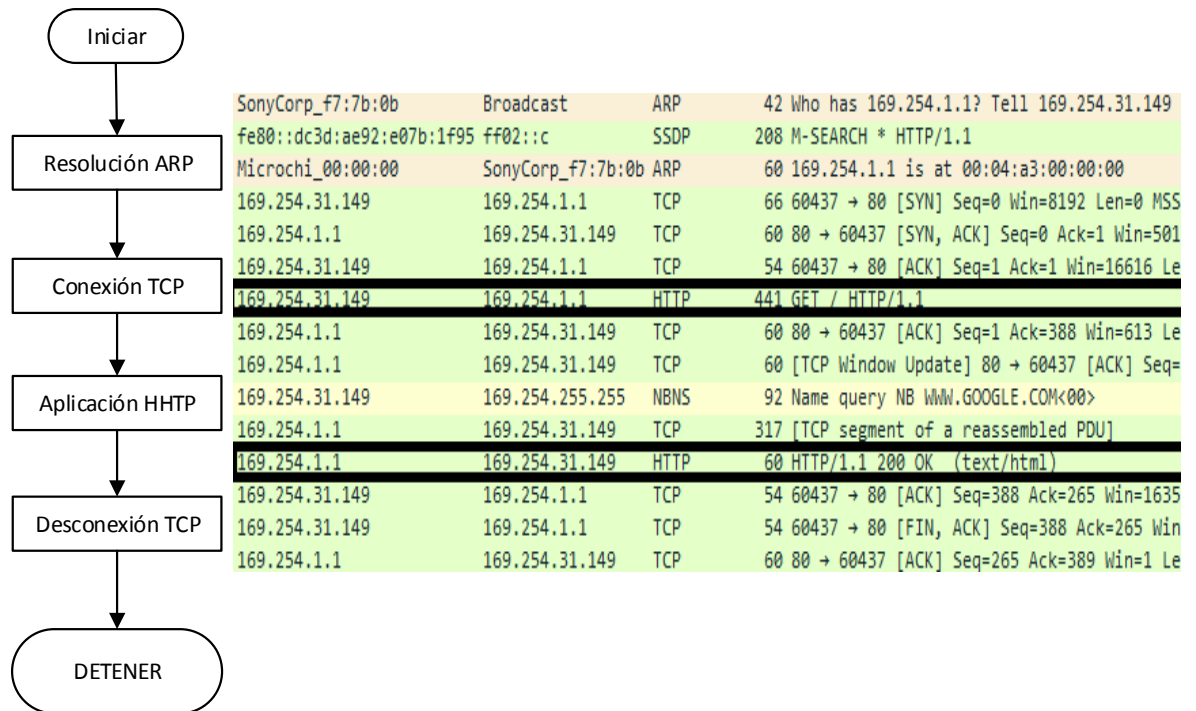 Iniciar
Resolución ARP
Conexión TCP
Aplicación HHTP
Desconexión TCP
DETENER
SonyCorp_f7:7b:0b Broadcast ARP 42 Who has 169.254.1.1? Tell 169.254.31.149
fe80::dc3d:ae92:e07b:1f95 ff02::c SSDP 208 M-SEARCH * HTTP/1.1
Microchi_00:00:00 SonyCorp_f7:7b:0b ARP 60 169.254.1.1 is at 00:04:a3:00:00:00
169.254.31.149 169.254.1.1 TCP 66 60437 → 80 [SYN] Seq=0 Win=8192 Len=0 MSS
169.254.1.1 169.254.31.149 TCP 60 80 → 60437 [SYN, ACK] Seq=0 Ack=1 Win=501
169.254.31.149 169.254.1.1 TCP 54 60437 → 80 [ACK] Seq=1 Ack=1 Win=16616 Le
169.254.31.149 169.254.1.1 HTTP 441 GET / HTTP/1.1
169.254.1.1 169.254.31.149 TCP 60 80 → 60437 [ACK] Seq=1 Ack=388 Win=613 Le
169.254.1.1 169.254.31.149 TCP 60 [TCP Window Update] 80 → 60437 [ACK] Seq=
169.254.31.149 169.254.255.255 NBNS 92 Name query NB WWW.GOOGLE.COM<00>
169.254.1.1 169.254.31.149 TCP 317 [TCP segment of a reassembled PDU]
169.254.1.1 169.254.31.149 HTTP 60 HTTP/1.1 200 OK (text/html)
169.254.31.149 169.254.1.1 TCP 54 60437 → 80 [ACK] Seq=388 Ack=265 Win=1635
169.254.31.149 169.254.1.1 TCP 54 60437 → 80 [FIN, ACK] Seq=388 Ack=265 Win
169.254.1.1 169.254.31.149 TCP 60 80 → 60437 [ACK] Seq=265 Ack=389 Win=1 Le